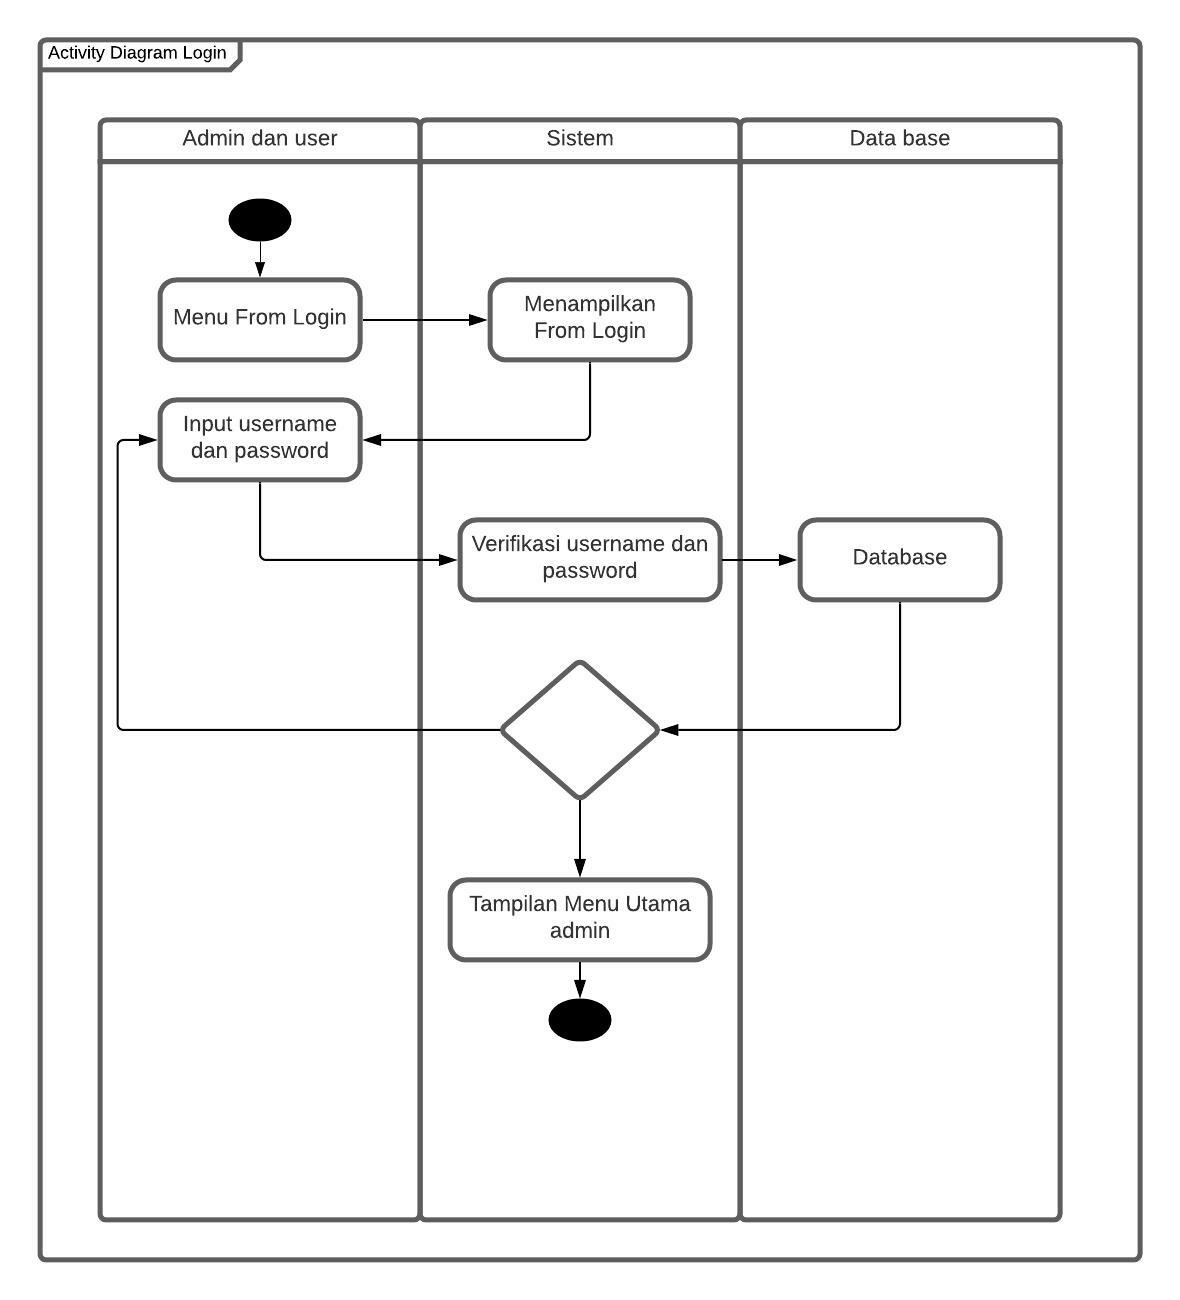 Activity Diagram Login
Admin dan user
Sistem
Data base
Menu From Login
Menampilkan
From Login
Input username
dan password
Verifikasi username dan
password
Database
Tampilan Menu Utama
admin